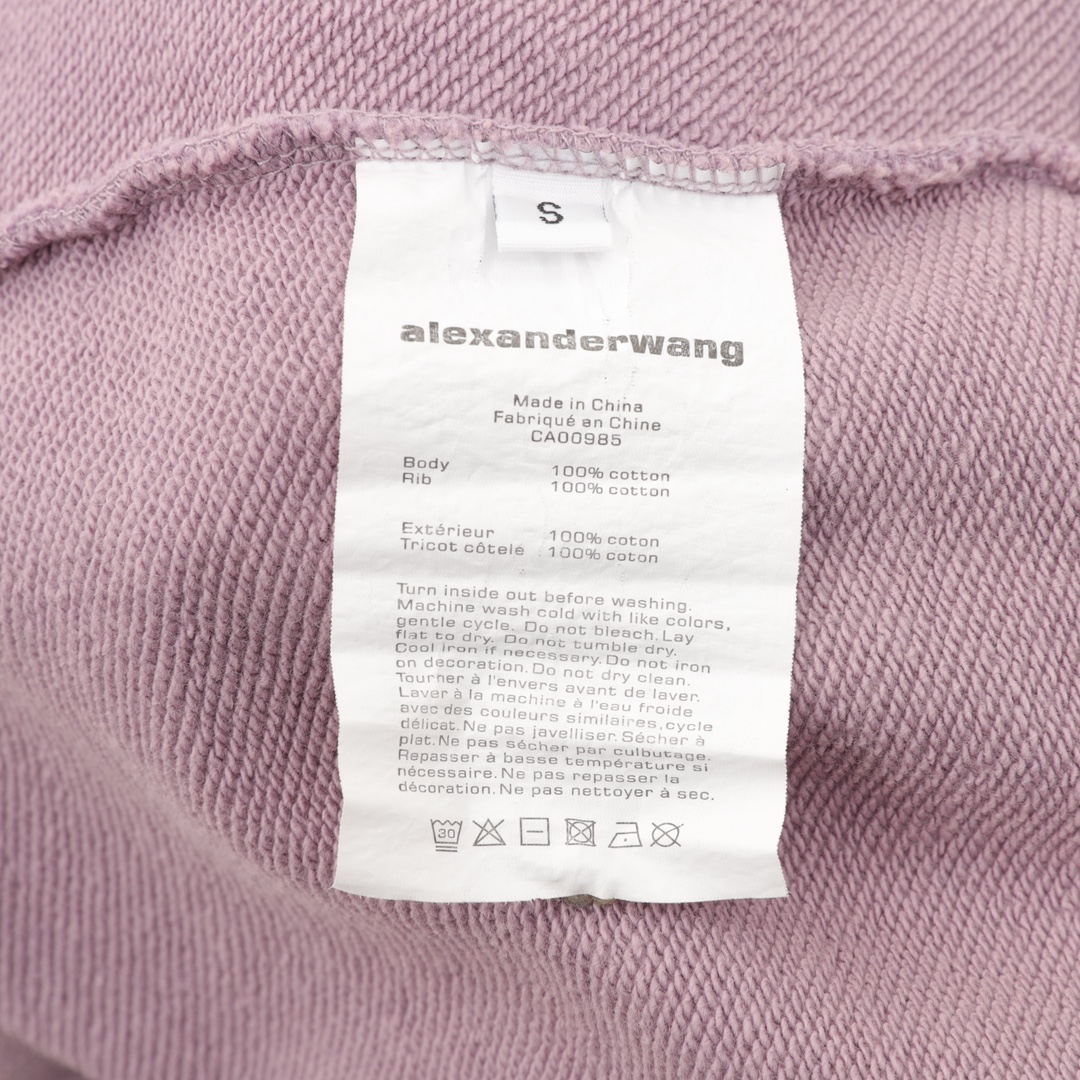 S
alexanderwang
Made in China
Fabriqué en Chine
CA00985
Body 100% cotton
Rib 100% cotton
Extérieur 100% coton
Tricot côtelé 100% coton
Turn inside out before washing.
Machine wash cold with like colors,
gentle cycle. Do not bleach. Lay
flat to dry. Do not tumble dry.
Cool iron if necessary. Do not iron
on decoration. Do not dry clean.
Tourner à l'envers avant de laver.
Laver à la machine à l'eau froide
avec des couleurs similaires, cycle
délicat. Ne pas javelliser. Sécher à
plat. Ne pas sécher par culbutage.
Repasser à basse température si
nécessaire. Ne pas repasser la
décoration. Ne pas nettoyer à sec.
30